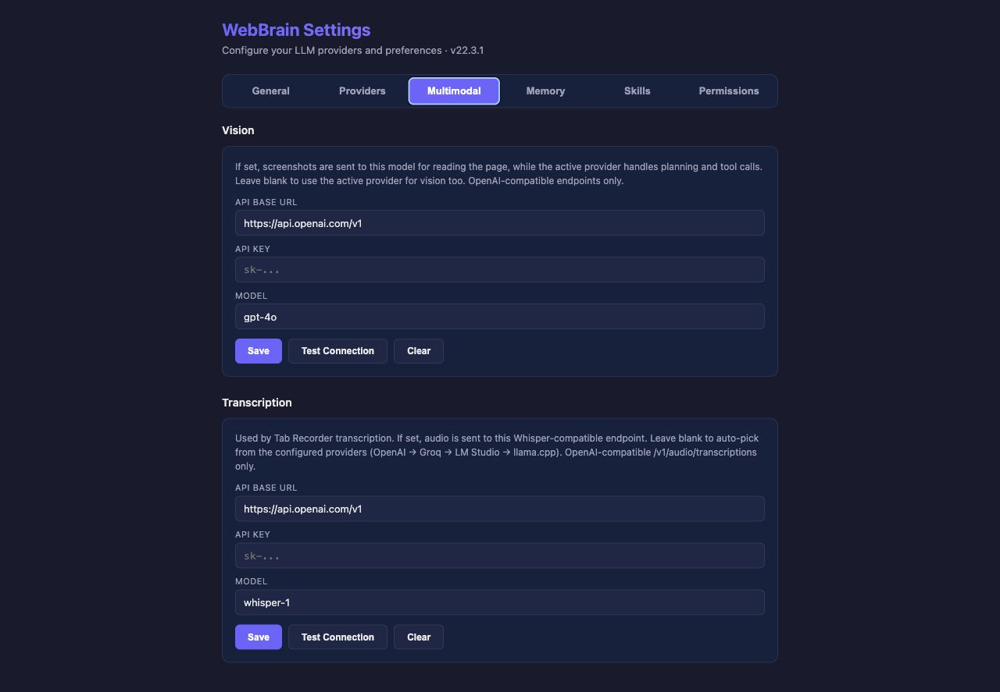 WebBrain Settings
Configure your LLM providers and preferences · v22.3.1
General Providers Multimodal Memory Skills Permissions
Vision
If set, screenshots are sent to this model for reading the page, while the active provider handles planning and tool calls.
Leave blank to use the active provider for vision too. OpenAI-compatible endpoints only.
API BASE URL
https://api.openai.com/v1
API KEY
sk-...
MODEL
gpt-4o
Save Test Connection Clear
Transcription
Used by Tab Recorder transcription. If set, audio is sent to this Whisper-compatible endpoint. Leave blank to auto-pick
from the configured providers (OpenAI → Groq → LM Studio → llama.cpp). OpenAI-compatible /v1/audio/transcriptions
only.
API BASE URL
https://api.openai.com/v1
API KEY
sk-...
MODEL
whisper-1
Save Test Connection Clear